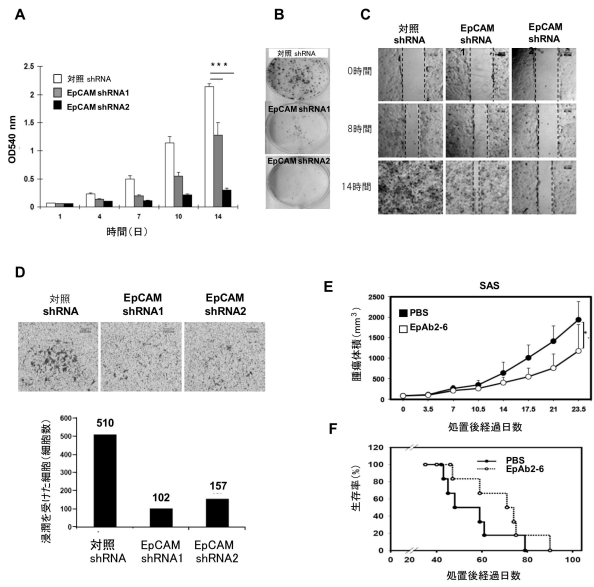 A
対照 shRNA
EpCAM shRNA1
EpCAM shRNA2
***
OD540 nm
2.5
2
1.5
1
0.5
0
1 4 7 10 14
時間（日）
B
対照 shRNA
EpCAM shRNA1
EpCAM shRNA2
C
対照 shRNA
EpCAM shRNA1
EpCAM shRNA2
0時間
8時間
14時間
D
対照 shRNA
EpCAM shRNA1
EpCAM shRNA2
浸潤を受けた細胞（細胞数）
600
500
400
300
200
100
0
510
102
157
対照 shRNA
EpCAM shRNA1
EpCAM shRNA2
E
SAS
PBS
EpAb2-6
腫瘍体積（mm3）
2500
2000
1500
1000
500
0
*
0 3.5 7 10.5 14 17.5 21 23.5
処置後経過日数
F
PBS
EpAb2-6
生存率(%)
120
100
80
60
40
20
0
0 20 40 60 80 100
処置後経過日数